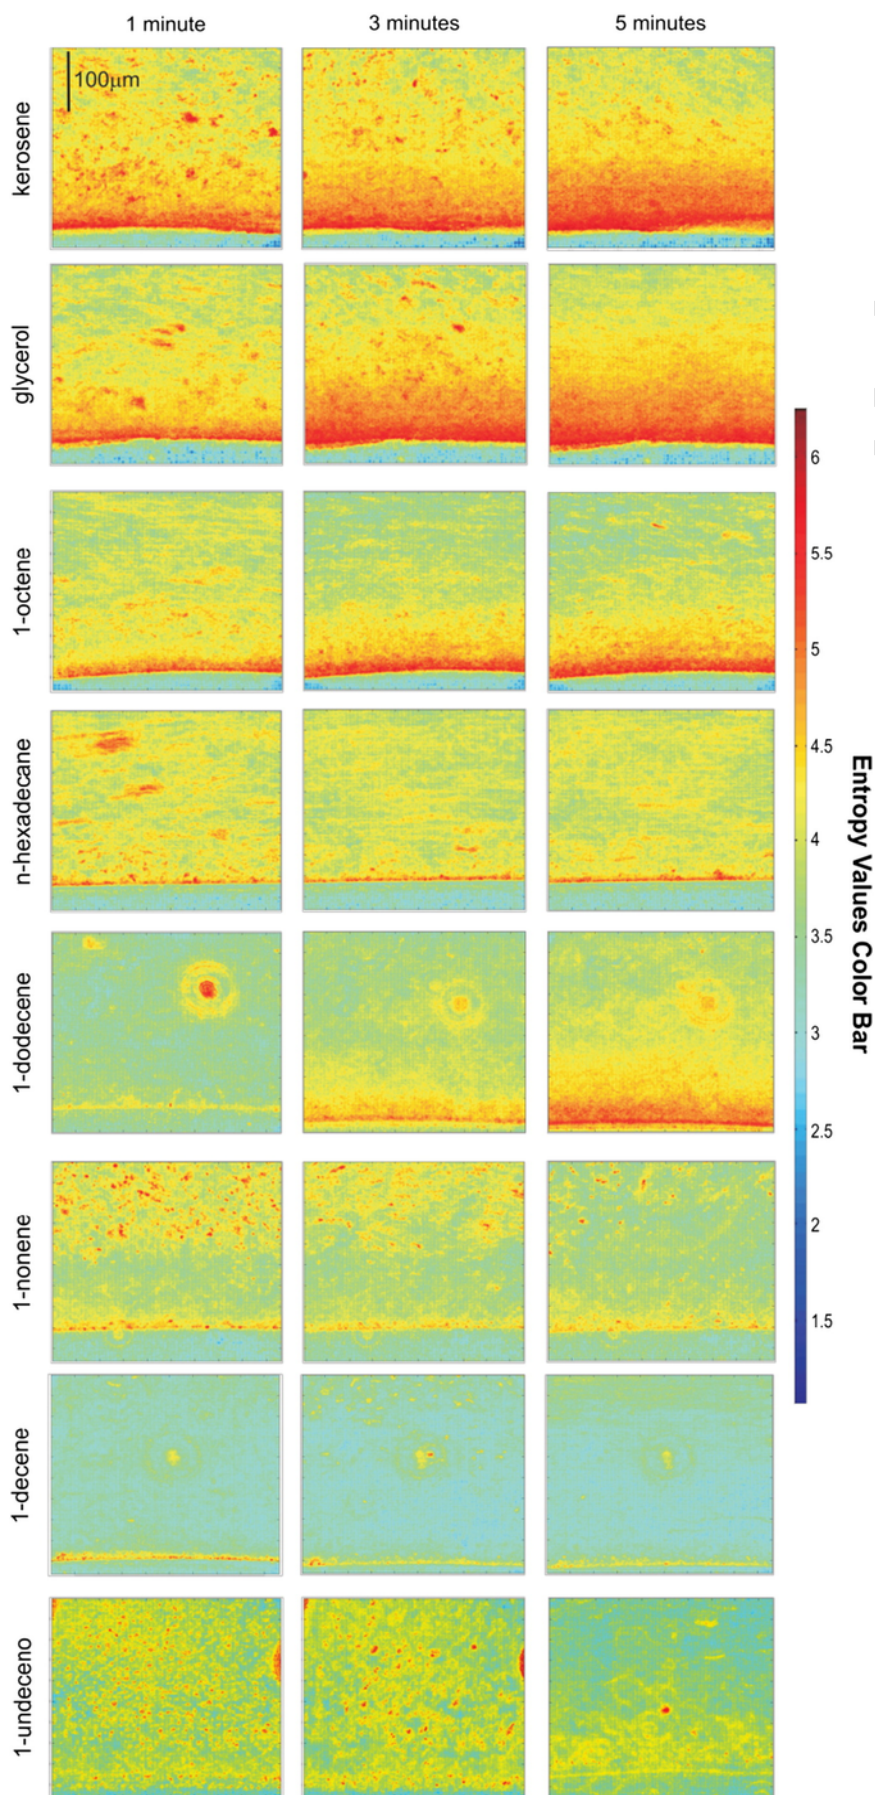 1 minute 3 minutes 5 minutes
100μm
kerosene
glycerol
1-octene
n-hexadecane
1-dodecene
1-nonene
1-decene
1-undeceno
6
5.5
5
4.5
4
3.5
3
2.5
2
1.5
Entropy Values Color Bar